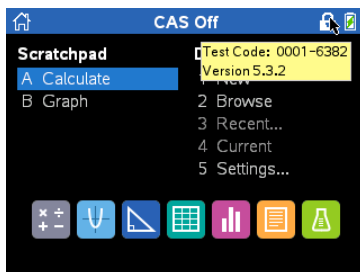 CAS Off
Scratchpad
A Calculate
B Graph
Test Code: 0001-6382
Version 5.3.2
2 Browse
3 Recent...
4 Current
5 Settings...